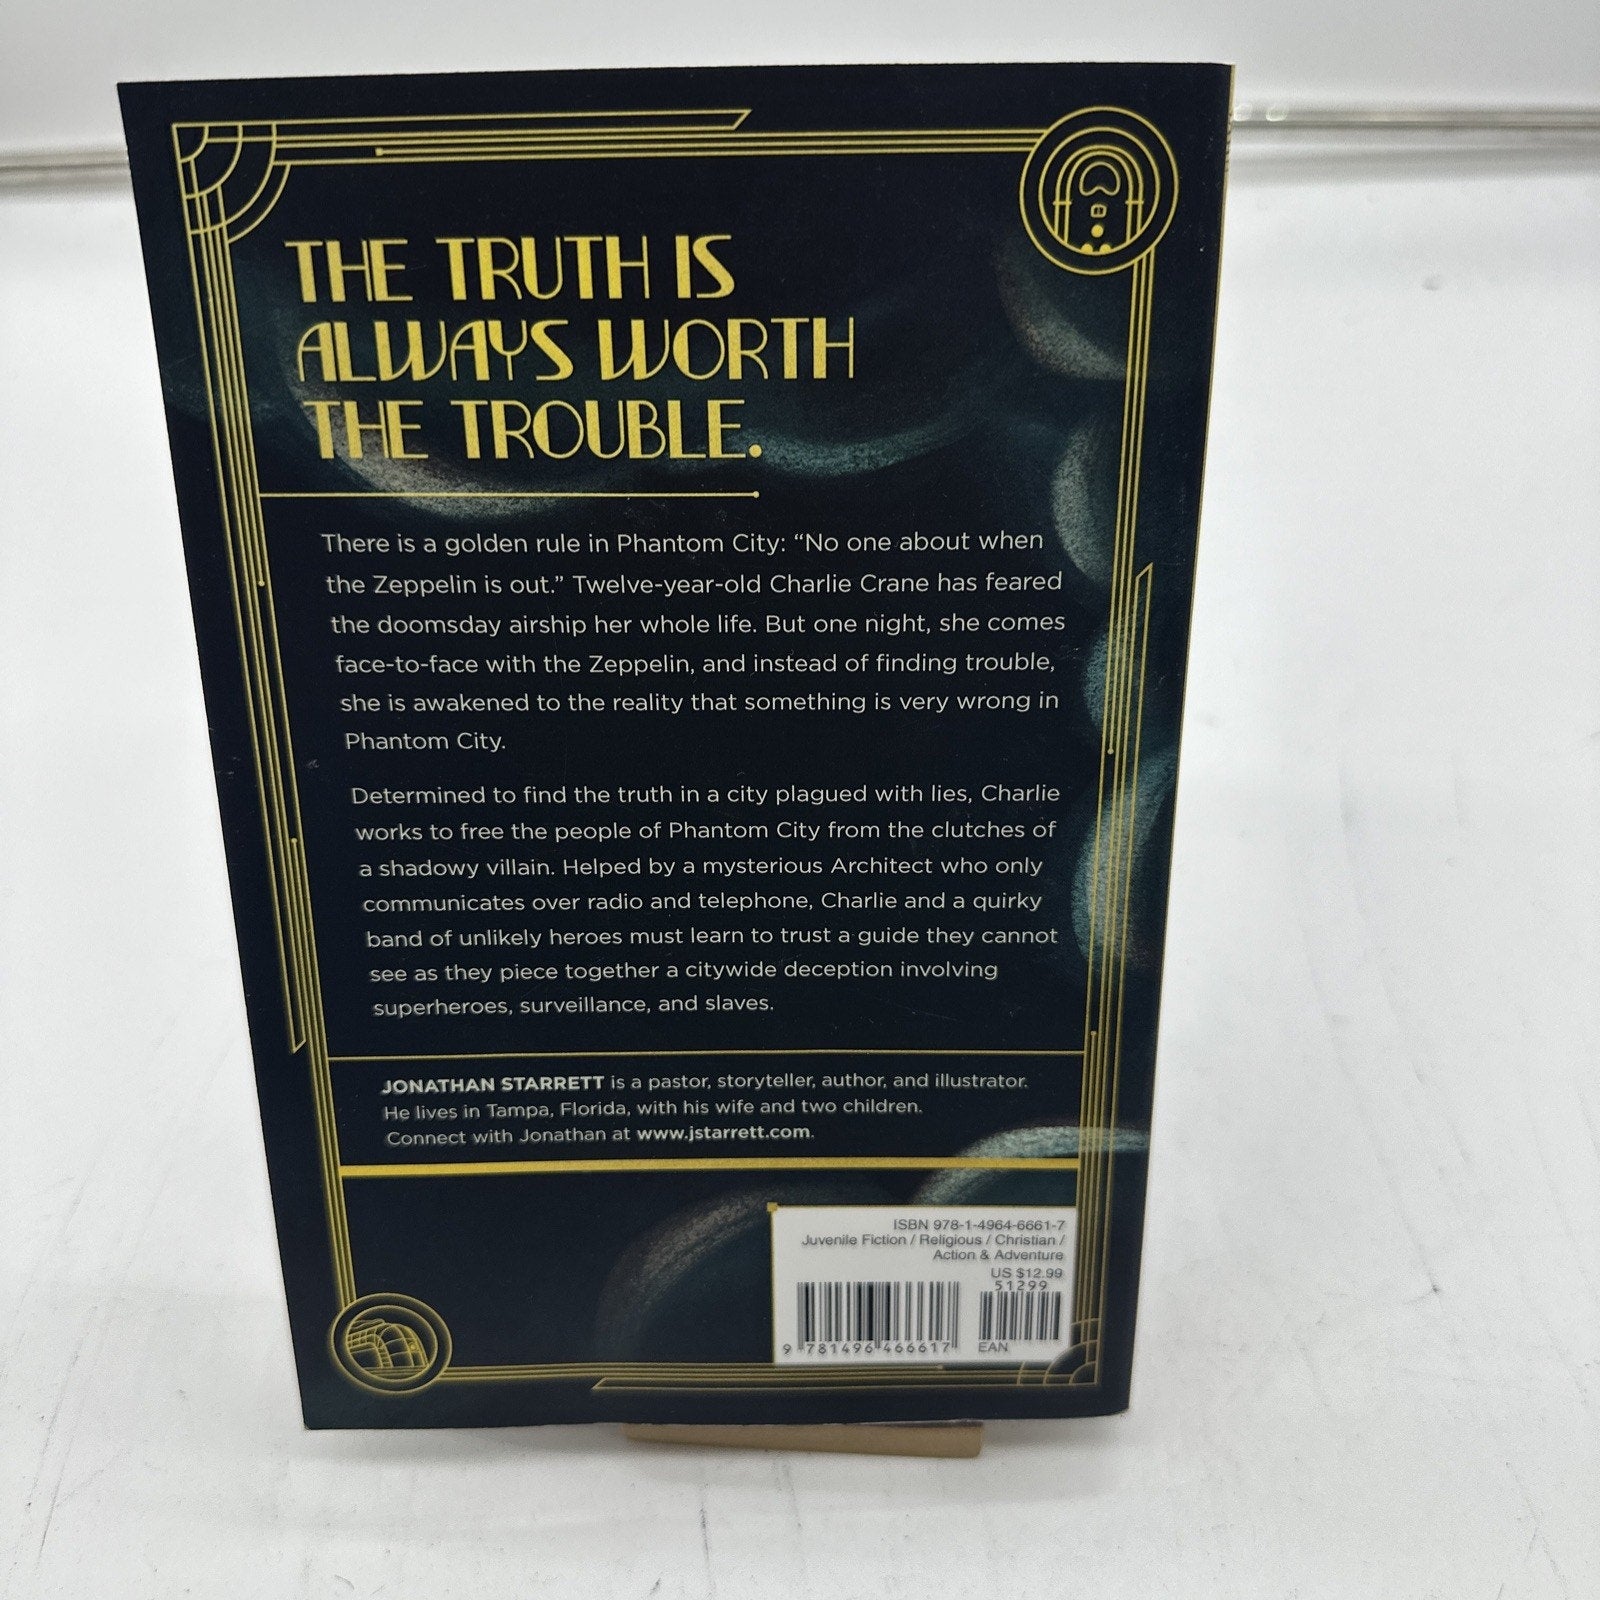 THE TRUTH IS
ALWAYS WORTH
THE TROUBLE.
There is a golden rule in Phantom City: “No one about when
the Zeppelin is out.” Twelve-year-old Charlie Crane has feared
the doomsday airship her whole life. But one night, she comes
face-to-face with the Zeppelin, and instead of finding trouble,
she is awakened to the reality that something is very wrong in
Phantom City.
Determined to find the truth in a city plagued with lies, Charlie
works to free the people of Phantom City from the clutches of
a shadowy villain. Helped by a mysterious Architect who only
communicates over radio and telephone, Charlie and a quirky
band of unlikely heroes must learn to trust a guide they cannot
see as they piece together a citywide deception involving
superheroes, surveillance, and slaves.
JONATHAN STARRETT is a pastor, storyteller, author, and illustrator.
He lives in Tampa, Florida, with his wife and two children.
Connect with Jonathan at www.jstarrett.com.
ISBN 978-1-4964-6661-7
Juvenile Fiction / Religious / Christian /
Action & Adventure
US $12.99
51299
9 781496 466617
EAN